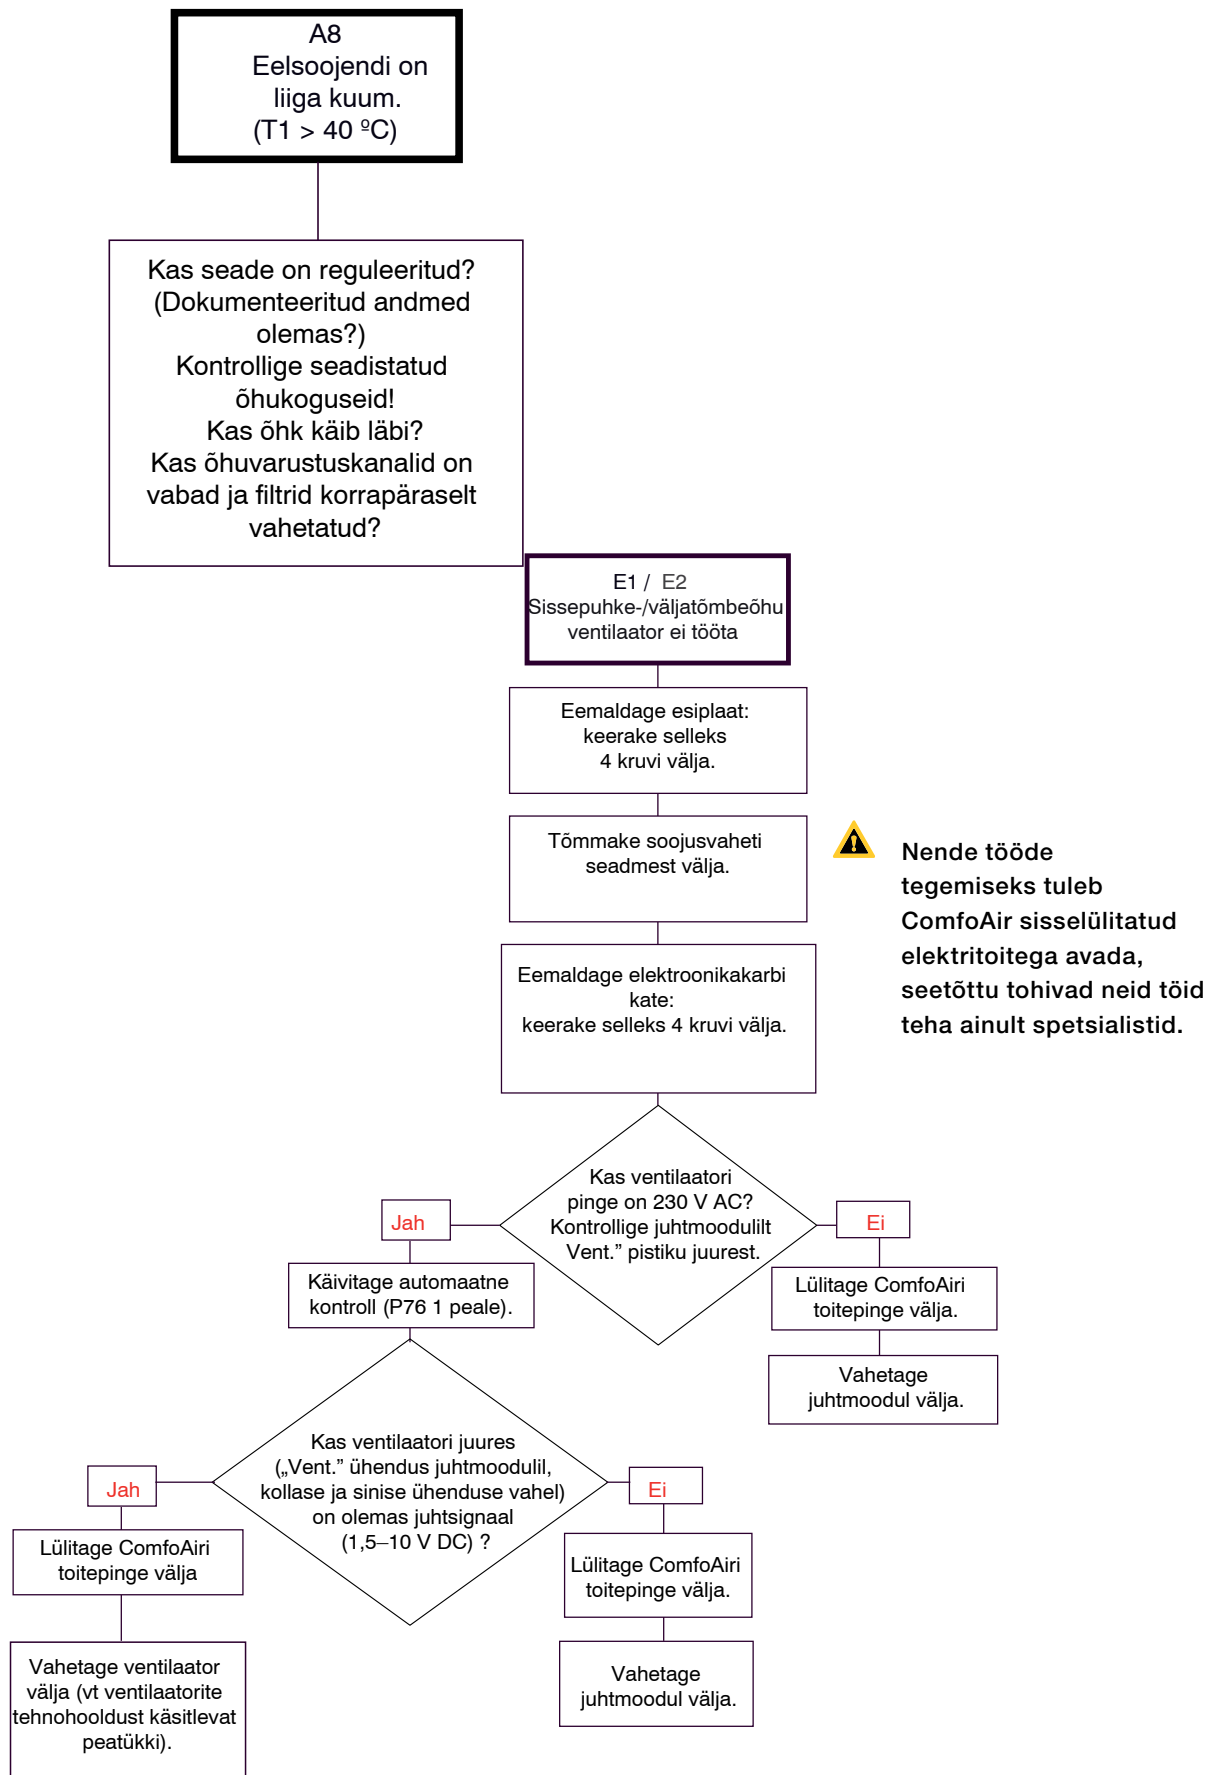 A8
Eelsoojendi on
liiga kuum.
(T1 > 40 ºC)
Kas seade on reguleeritud?
(Dokumenteeritud andmed
olemas?)
Kontrollige seadistatud
õhukoguseid!
Kas õhk käib läbi?
Kas õhuvarustuskanalid on
vabad ja filtrid korrapäraselt
vahetatud?
E1 / E2
Sissepuhke-/väljatõmbeõhu
ventilaator ei tööta
Eemaldage esiplaat:
keerake selleks
4 kruvi välja.
Tõmmake soojusvaheti
seadmest välja.
Nende tööde
tegemiseks tuleb
ComfoAir sisselülitatud
elektritoitega avada,
seetõttu tohivad neid töid
teha ainult spetsialistid.
Eemaldage elektroonikakarbi
kate:
keerake selleks 4 kruvi välja.
Kas ventilaatori
pinge on 230 V AC?
Kontrollige juhtmoodulilt
Vent.” pistiku juurest.
Jah
Ei
Käivitage automaatne
kontroll (P76 1 peale).
Lülitage ComfoAiri
toitepinge välja.
Vahetage
juhtmoodul välja.
Kas ventilaatori juures
(„Vent.” ühendus juhtmoodulil,
kollase ja sinise ühenduse vahel)
on olemas juhtsignaal
(1,5–10 V DC) ?
Jah
Ei
Lülitage ComfoAiri
toitepinge välja
Vahetage ventilaator
välja (vt ventilaatorite
tehnohooldust käsitlevat
peatükki).
Lülitage ComfoAiri
toitepinge välja.
Vahetage
juhtmoodul välja.